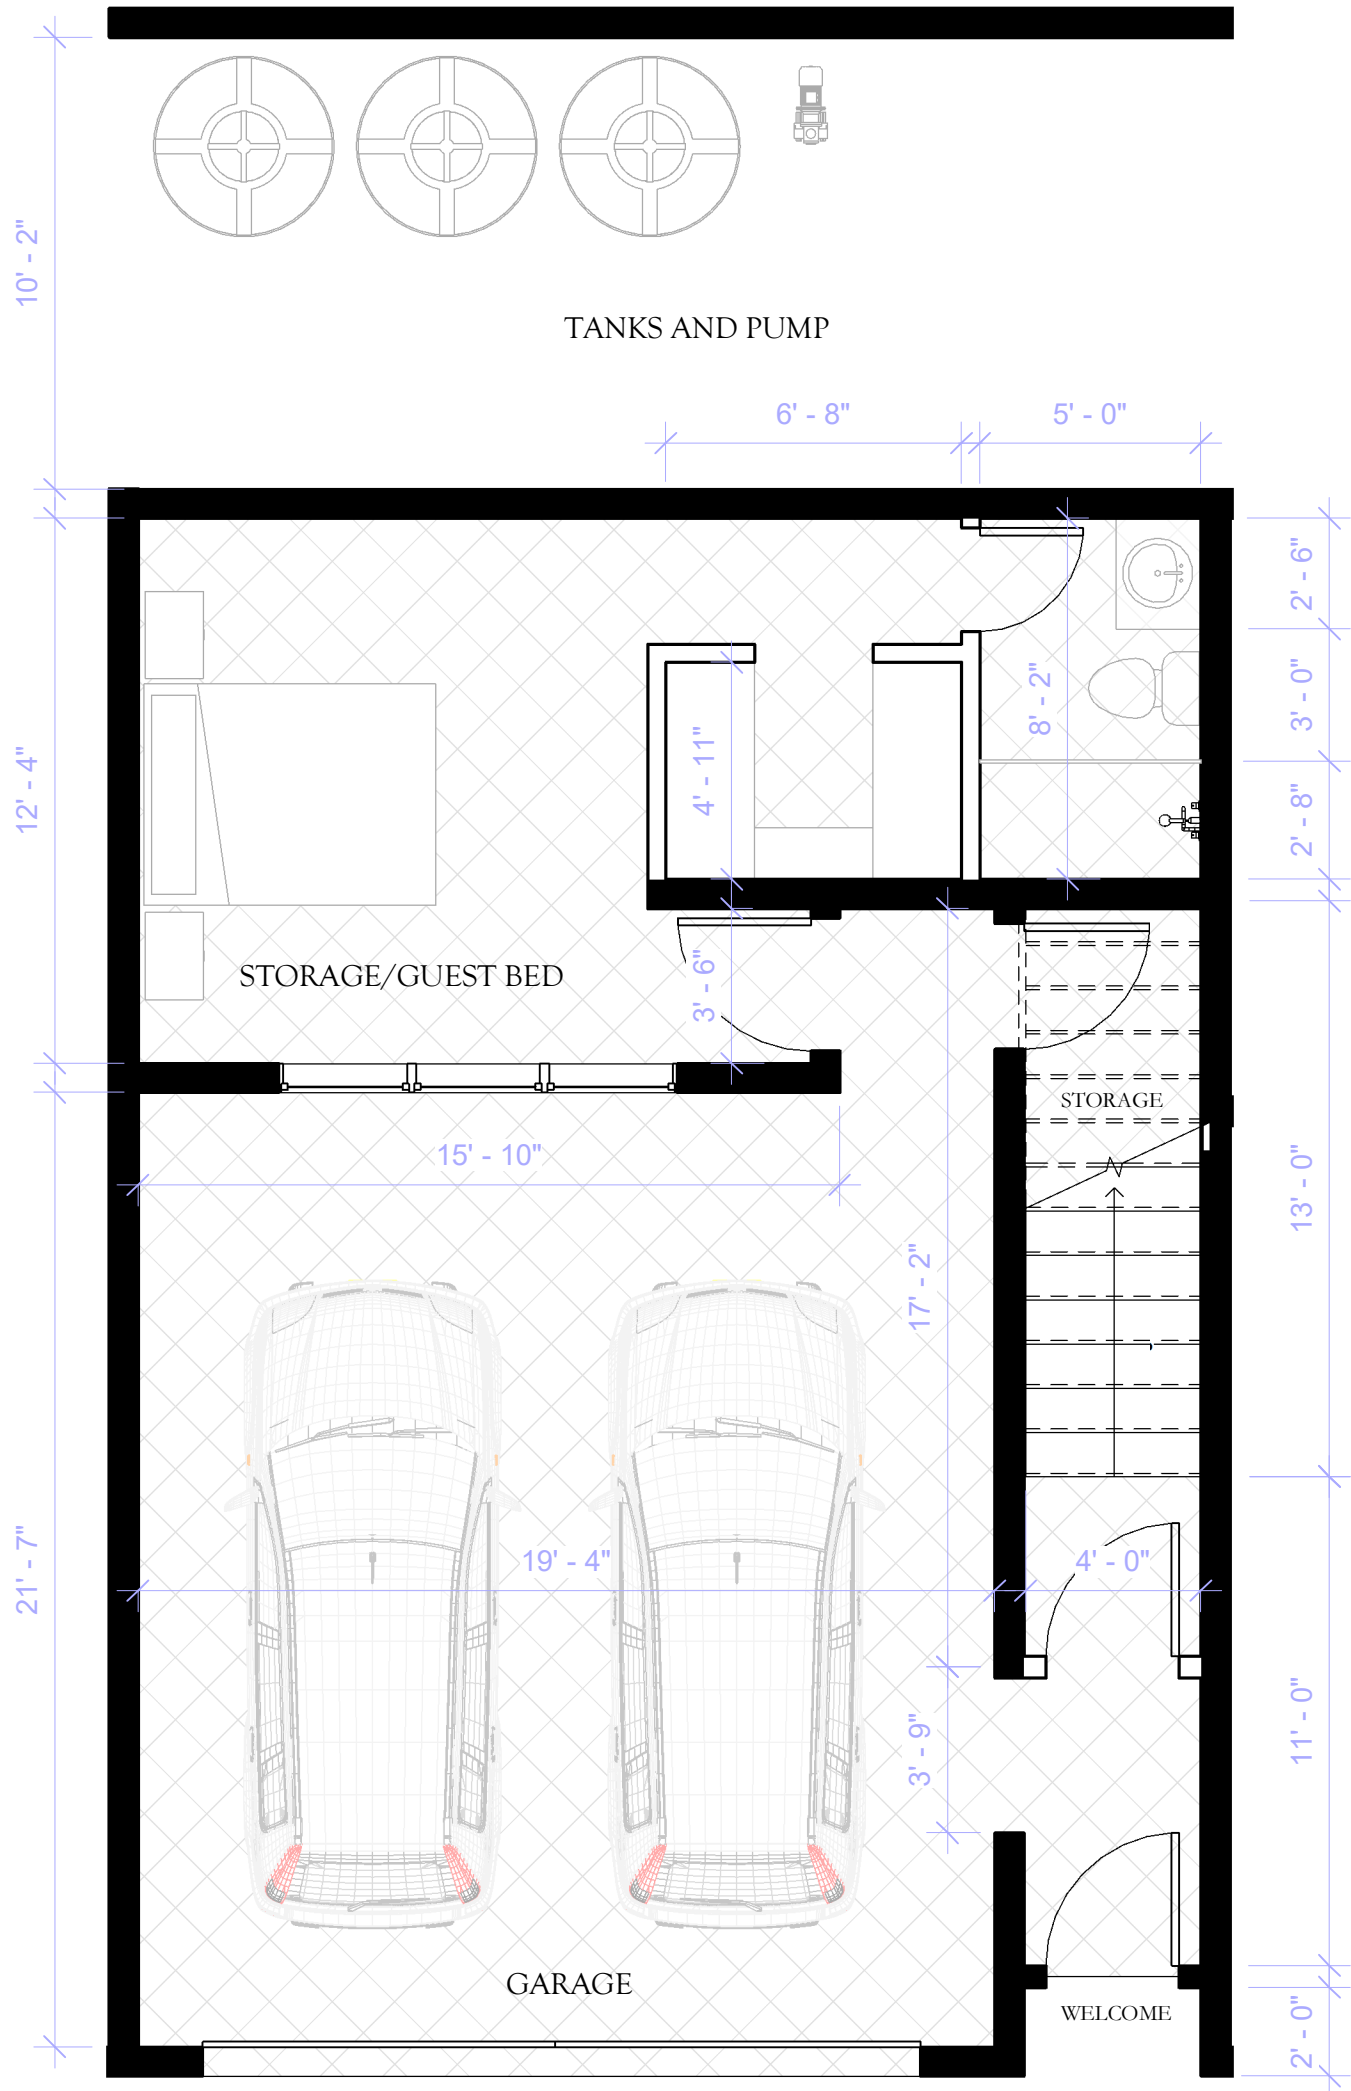 10' - 2"
TANKS AND PUMP
6' - 8"
5' - 0"
2' - 6"
3' - 0"
8' - 2"
4' - 11"
12' - 4"
2' - 8"
STORAGE/GUEST BED
3' - 6"
STORAGE
15' - 10"
13' - 0"
17' - 2"
19' - 4"
4' - 0"
21' - 7"
3' - 9"
11' - 0"
GARAGE
WELCOME
2' - 0"